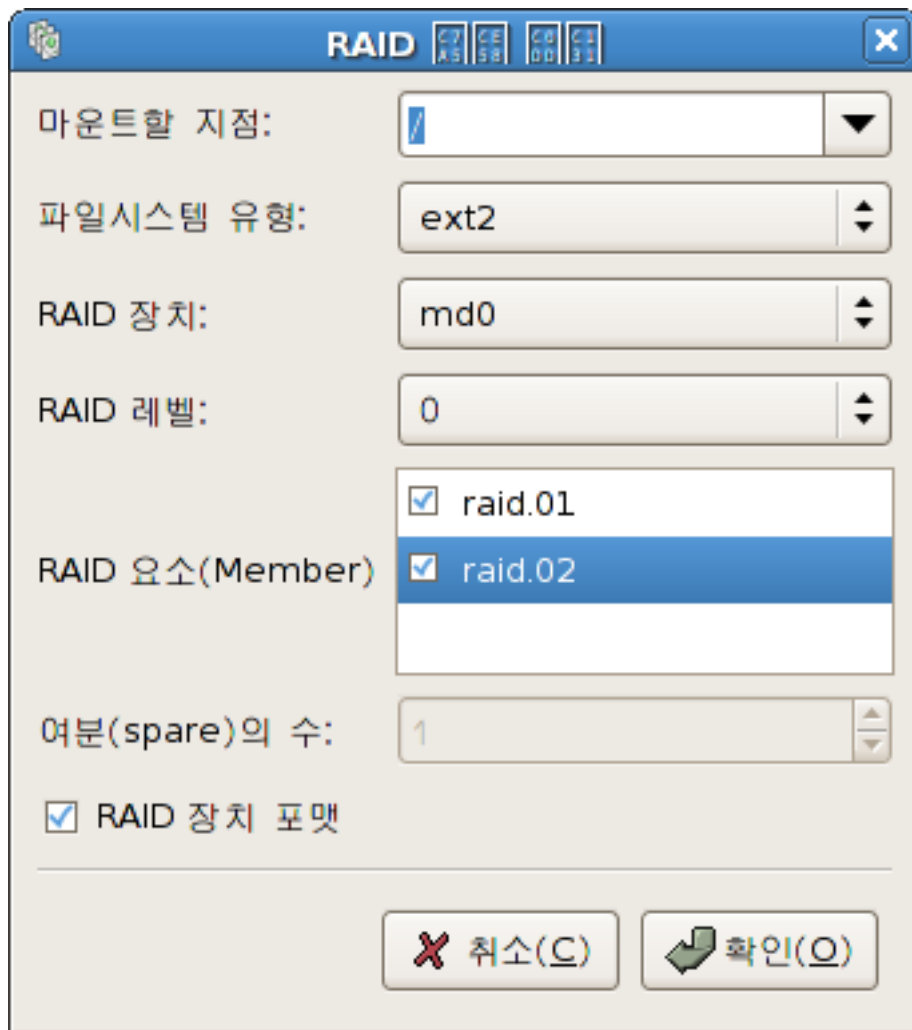 RAID
마운트할 지점:
/
파일시스템 유형:
ext2
RAID 장치:
md0
RAID 레벨:
0
raid.01
RAID 요소(Member)
raid.02
여분(spare)의 수:
1
RAID 장치 포맷
취소(C)
확인(O)